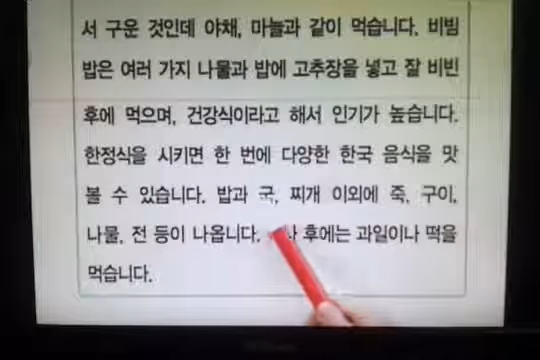 서 구운 것인데 야채, 마늘과 같이 먹습니다. 비빔
밥은 여러 가지 나물과 밥에 고추장을 넣고 잘 비빈
후에 먹으며, 건강식이라고 해서 인기가 높습니다.
한정식을 시키면 한 번에 다양한 한국 음식을 맛
볼 수 있습니다. 밥과 국, 찌개 이외에 죽, 구이,
나물, 전 등이 나옵니다. 후에는 과일이나 떡을
먹습니다.